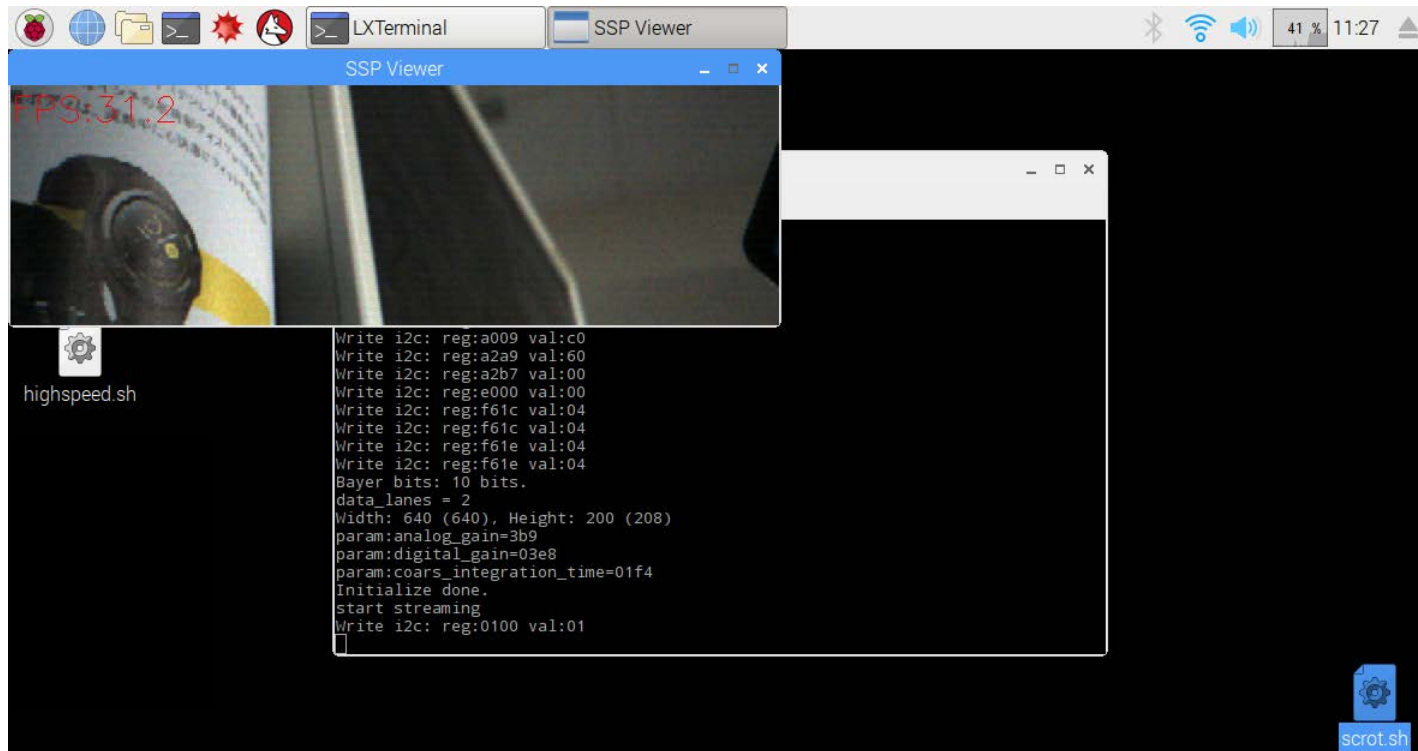 LXTerminal
SSP Viewer
41 %
11:27
SSP Viewer
FPS:31.2
highspeed.sh
Write i2c: reg:a009 val:c0
Write i2c: reg:a2a9 val:60
Write i2c: reg:a2b7 val:00
Write i2c: reg:e000 val:00
Write i2c: reg:f61c val:04
Write i2c: reg:f61c val:04
Write i2c: reg:f61e val:04
Write i2c: reg:f61e val:04
Bayer bits: 10 bits.
data_lanes = 2
Width: 640 (640), Height: 200 (208)
param:analog_gain=3b9
param:digital_gain=03e8
param:coars_integration_time=01f4
Initialize done.
start streaming
Write i2c: reg:0100 val:01
scrot.sh